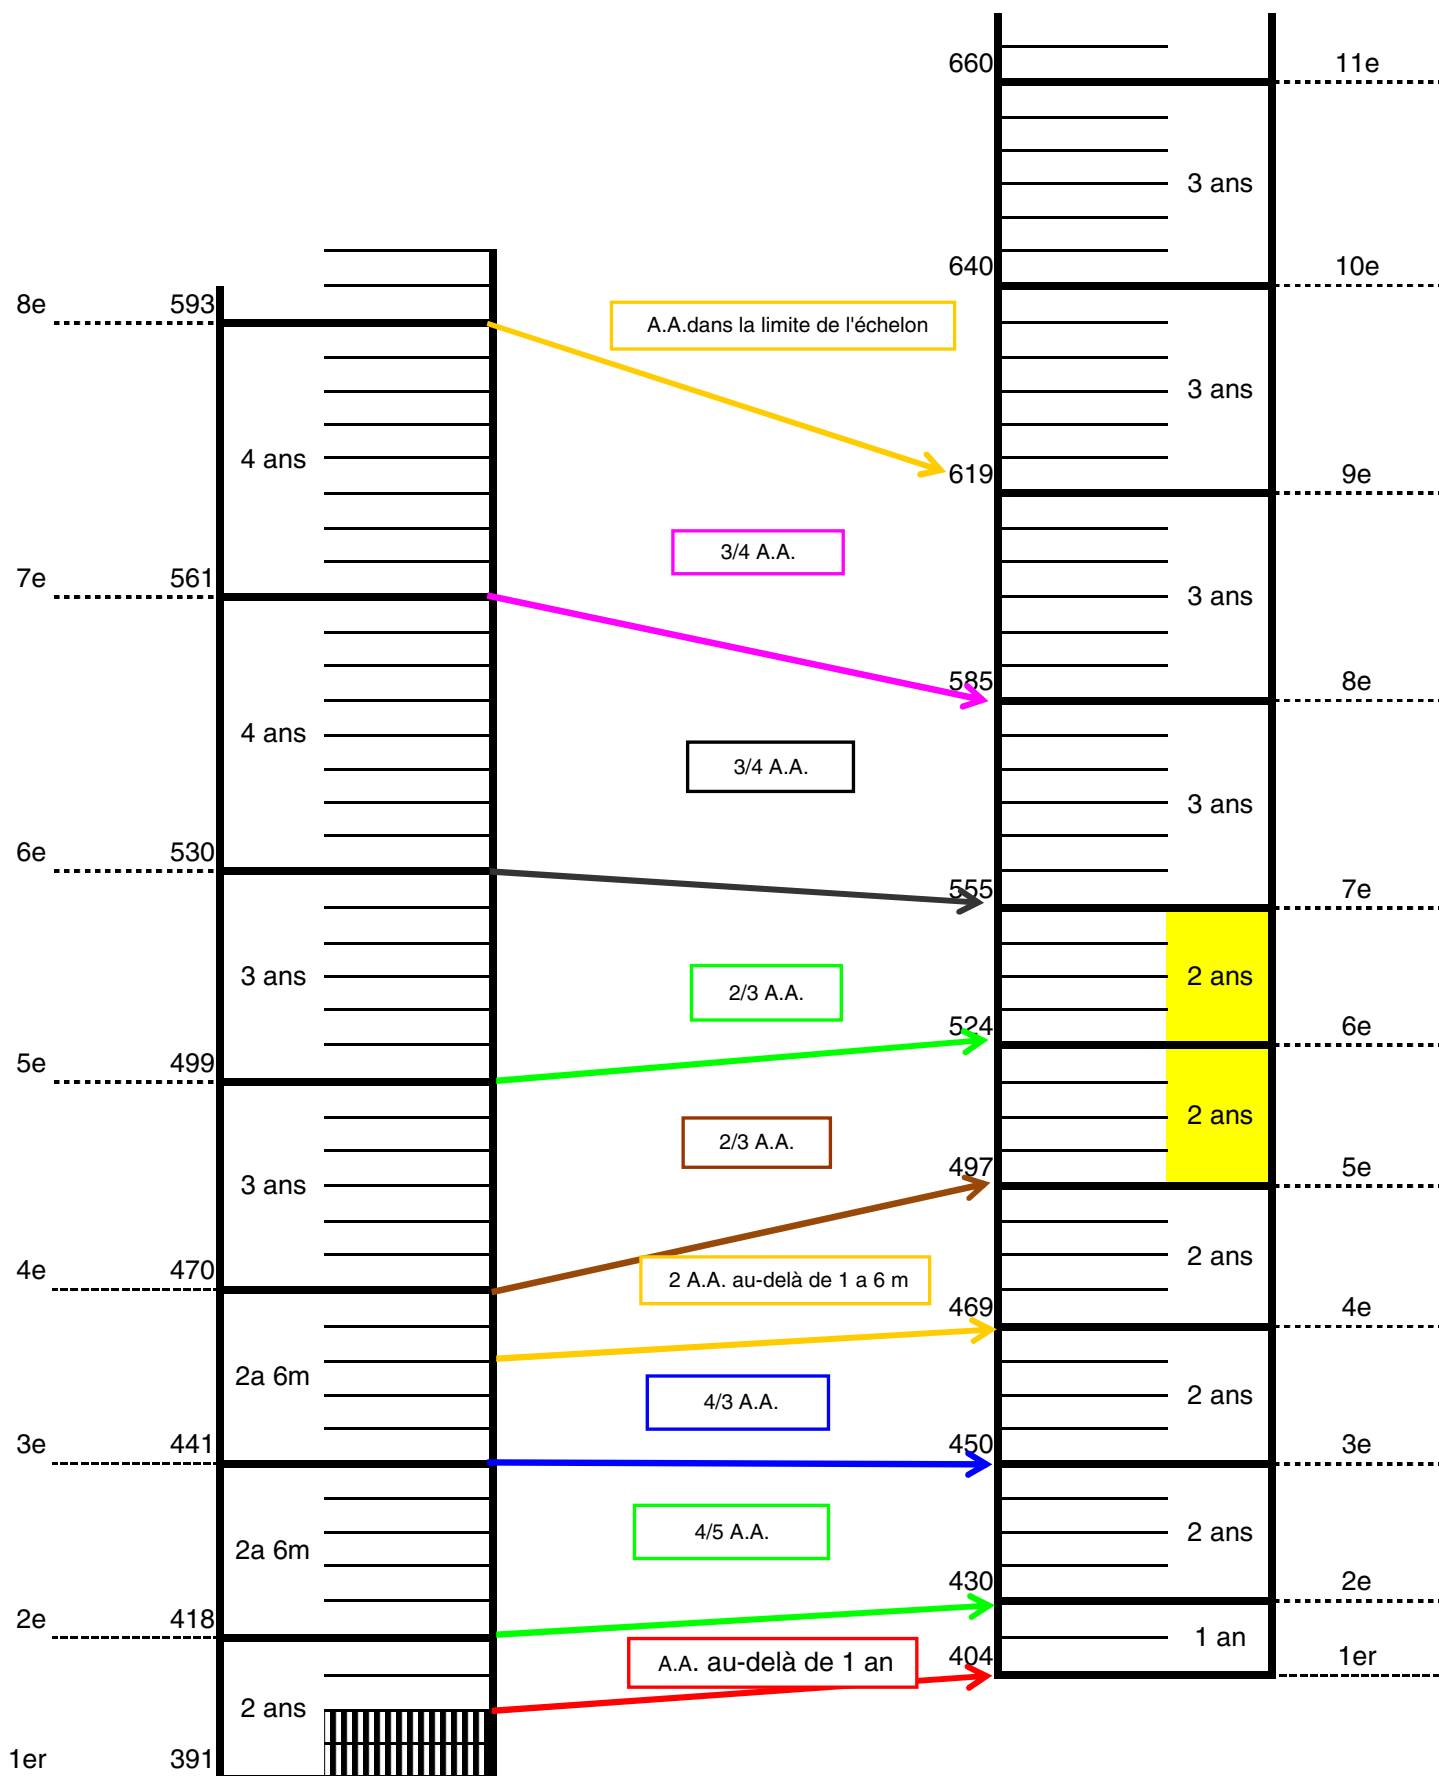 660 11e
3 ans
640 10e
8e 593
A.A.dans la limite de l'échelon
3 ans
4 ans
619 9e
3/4 A.A.
7e 561
3 ans
585 8e
4 ans
3/4 A.A.
3 ans
6e 530
555 7e
3 ans
2/3 A.A.
2 ans
524 6e
5e 499
2/3 A.A.
2 ans
497 5e
3 ans
4e 470
2 A.A. au-delà de 1 a 6 m
2 ans
469 4e
2a 6m
4/3 A.A.
2 ans
3e 441
450 3e
2a 6m
4/5 A.A.
2 ans
430 2e
2e 418
1 an
A.A. au-delà de 1 an
404 1er
2 ans
1er 391